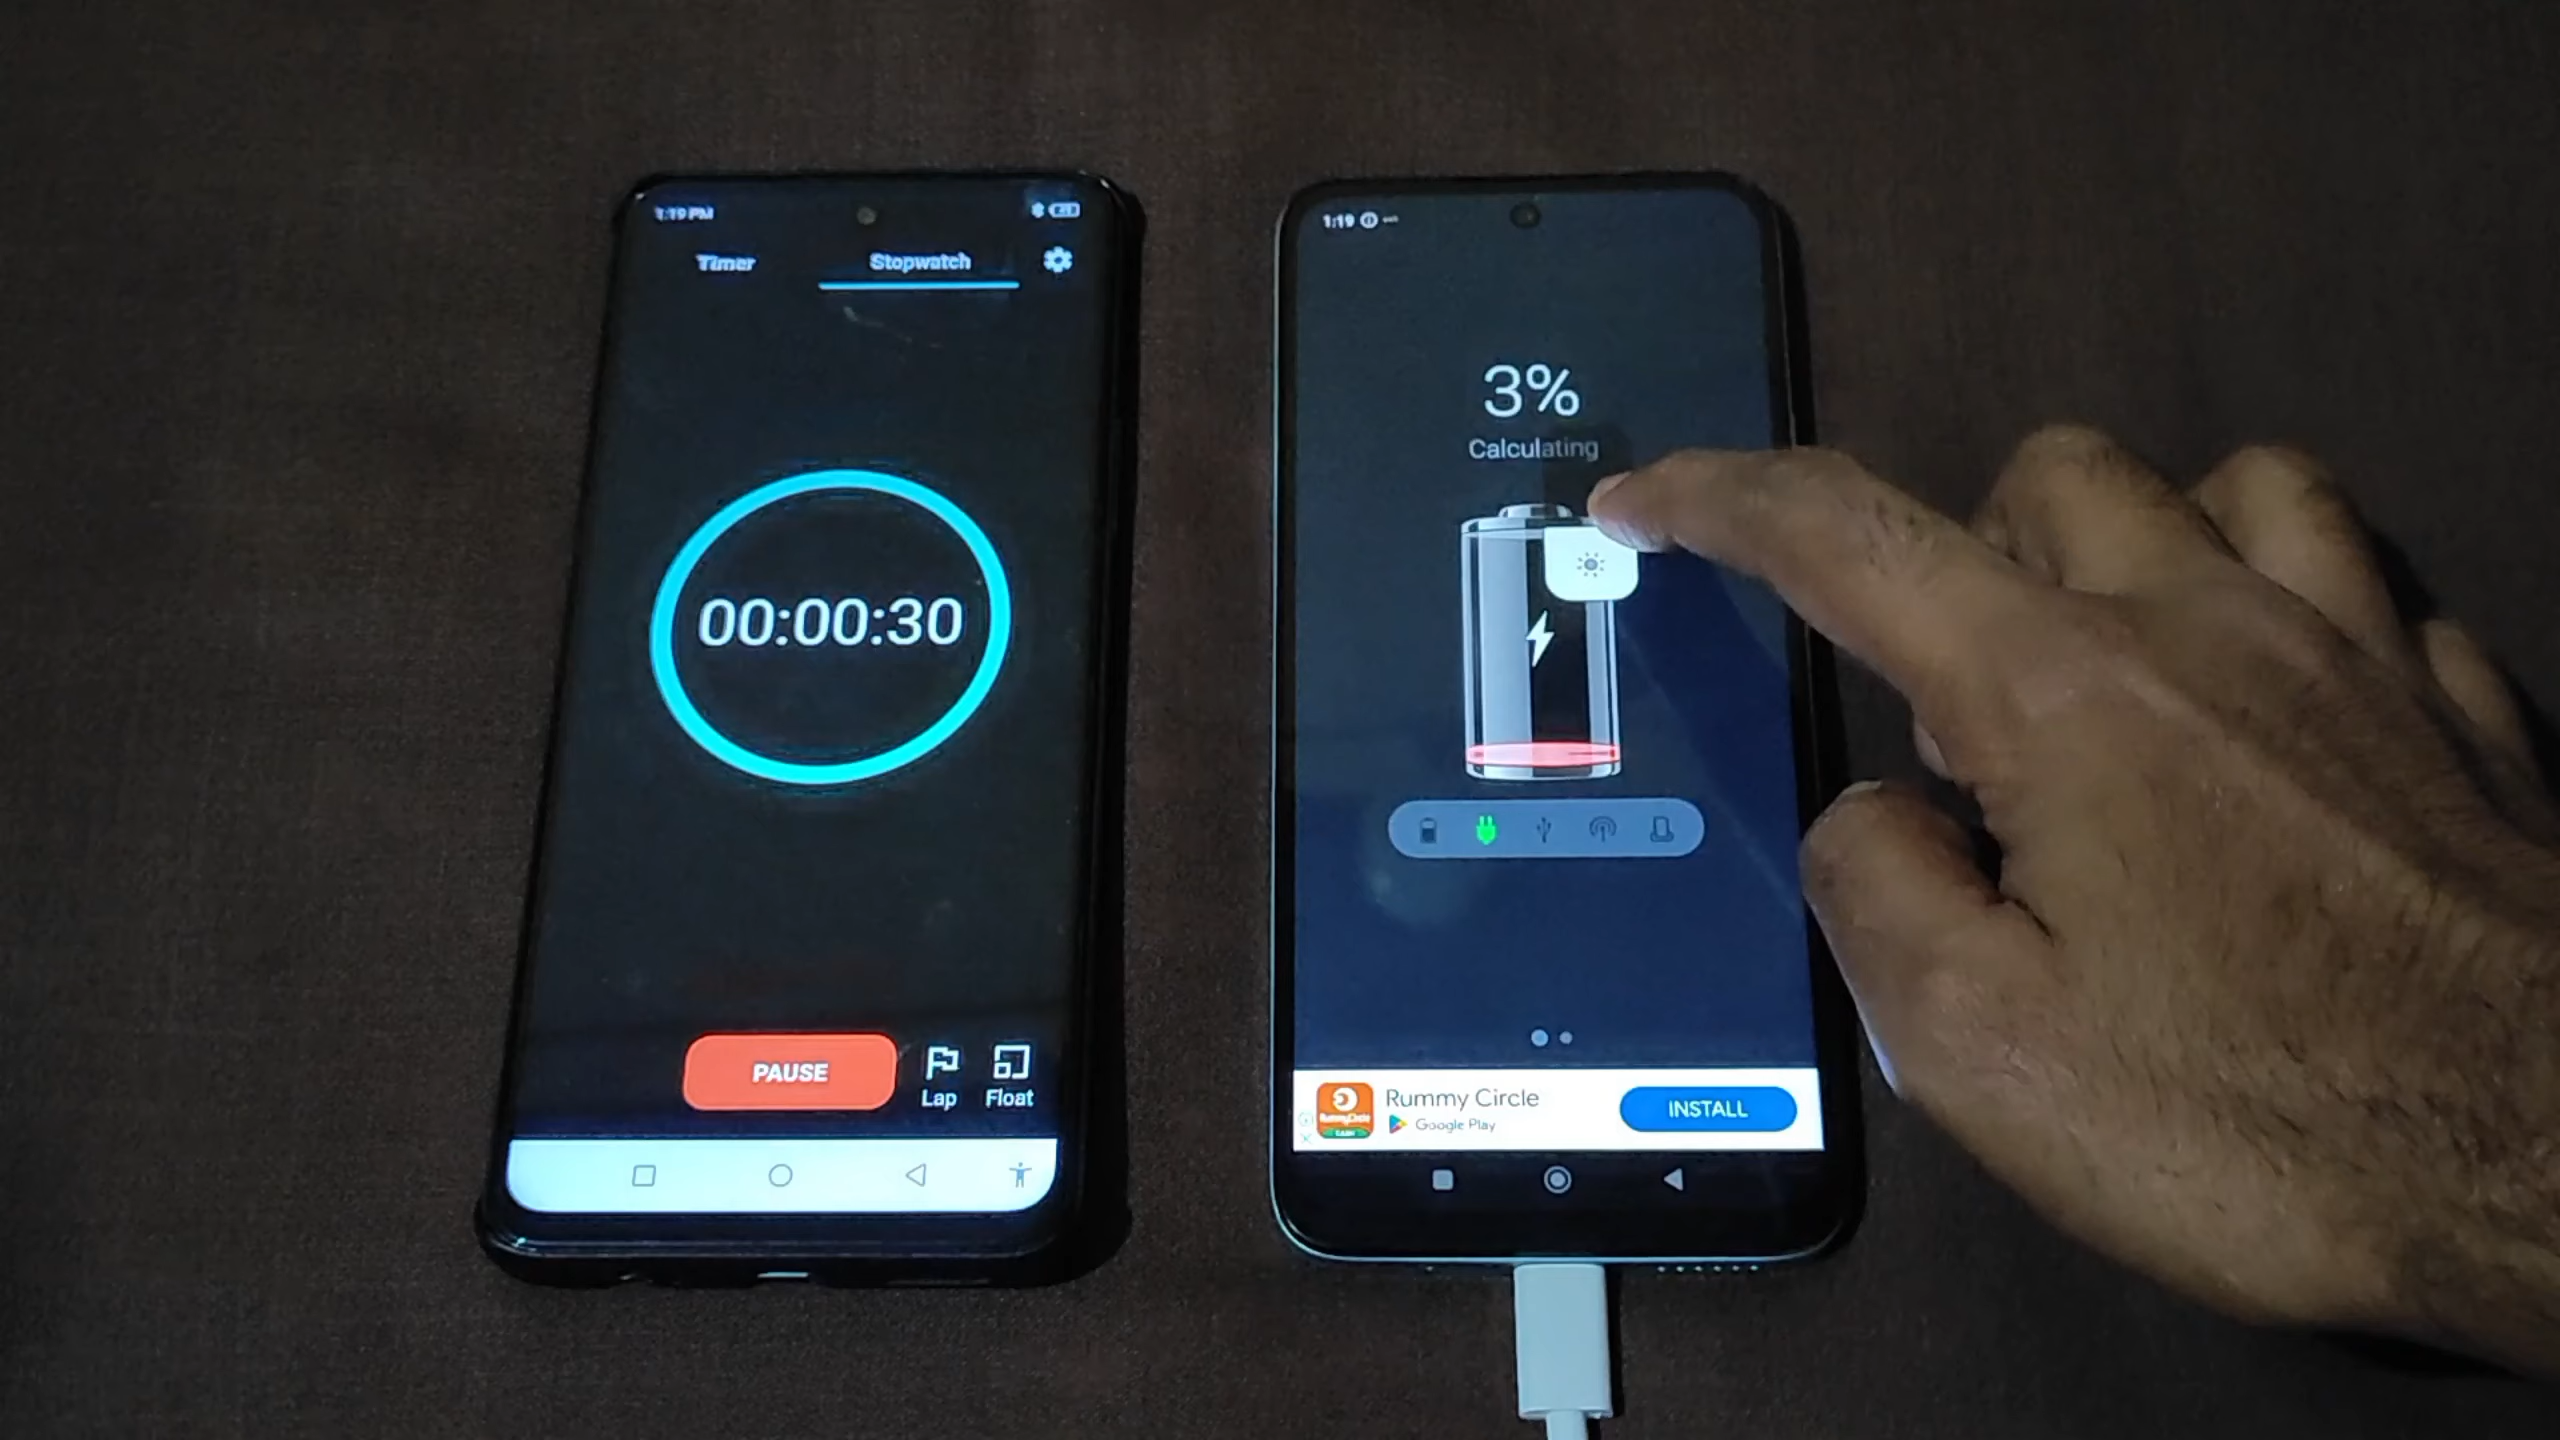 1:19 PM
Timer
Stopwatch
00:00:30
PAUSE
Lap
Float
1:19
3%
Calculating
Rummy Circle
Google Play
INSTALL